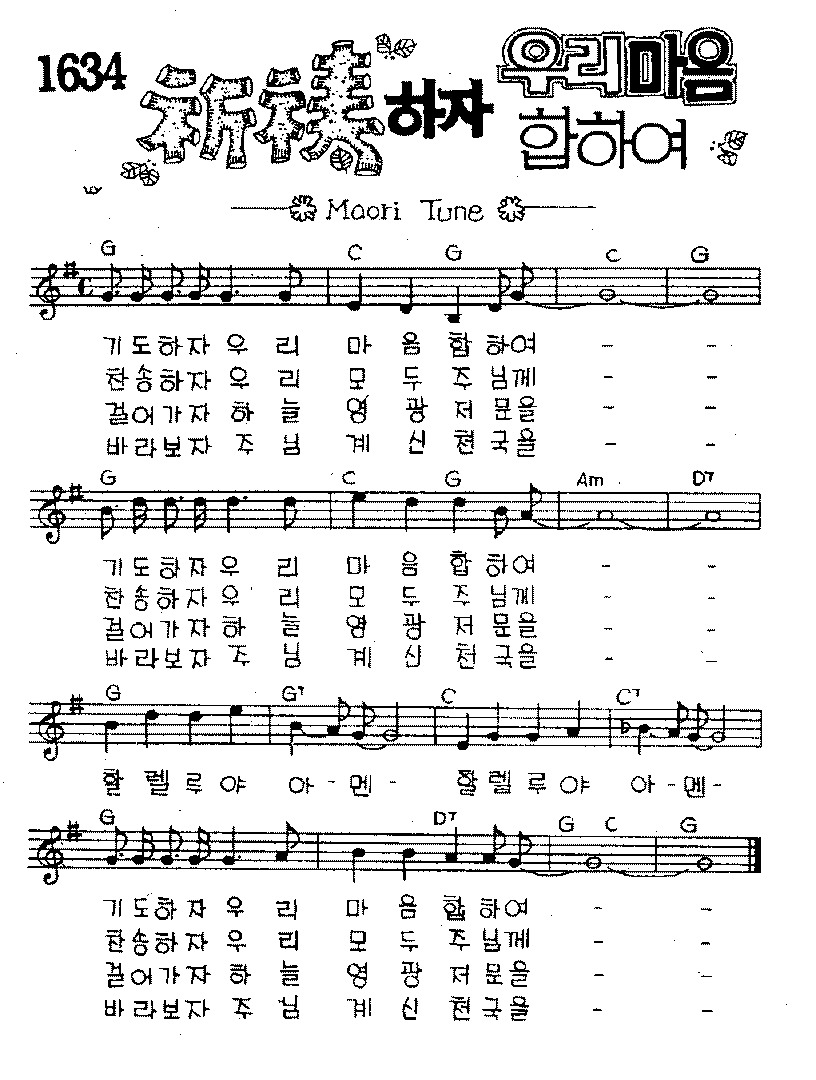 1634 祈禱하자 우리마음
합하여
Maori Tune
G C G C G
기도하자 우 리 마 음 합 하여 - -
찬송하자 우 리 모 두 주 님께 - -
걸어가자 하 늘 영 광 저 문을 - -
바라보자 주 님 계 신 천 국을 - -
G C G Am D7
기도하자 우 리 마 음 합 하여 - -
찬송하자 우 리 모 두 주 님께 - -
걸어가자 하 늘 영 광 저 문을 - -
바라보자 주 님 계 신 천 국을 - -
G G7 C C7
할 렐 루 야 아 - 멘 - 할 렐 루 야 아 - 멘 -
G D7 G C G
기도하자 우 리 마 음 합 하여 - -
찬송하자 우 리 모 두 주 님께 - -
걸어가자 하 늘 영 광 저 문을 - -
바라보자 주 님 계 신 천 국을 - -